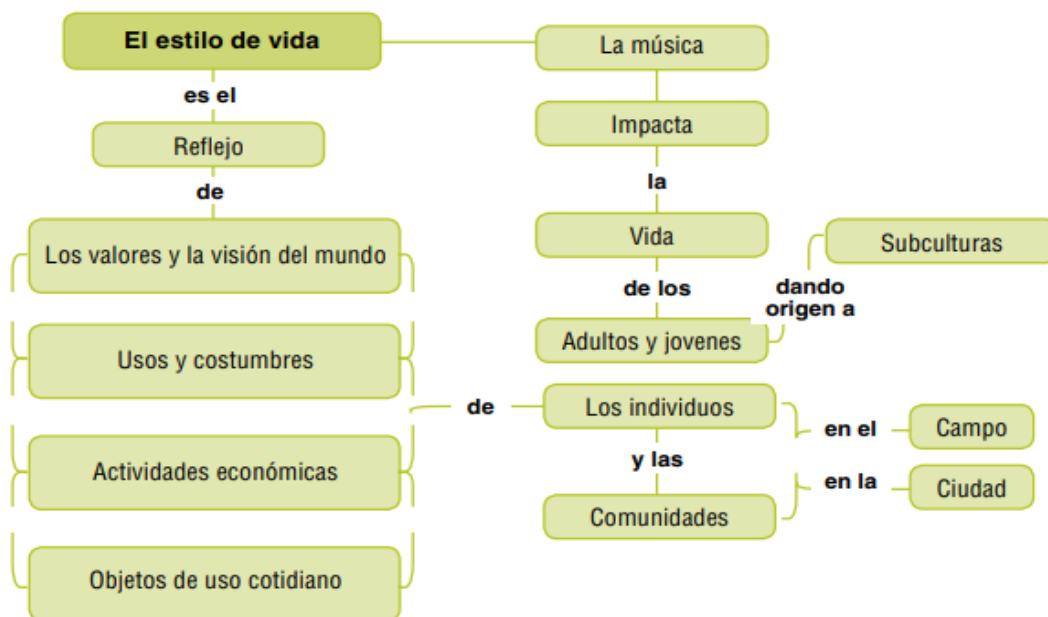 El estilo de vida
es el
Reflejo
de
Los valores y la visión del mundo
Usos y costumbres
Actividades económicas
Objetos de uso cotidiano
de
La música
Impacta
la
Vida
de los
Adultos y jovenes
dando
origen a
Subculturas
Los individuos
y las
Comunidades
en el
Campo
en la
Ciudad